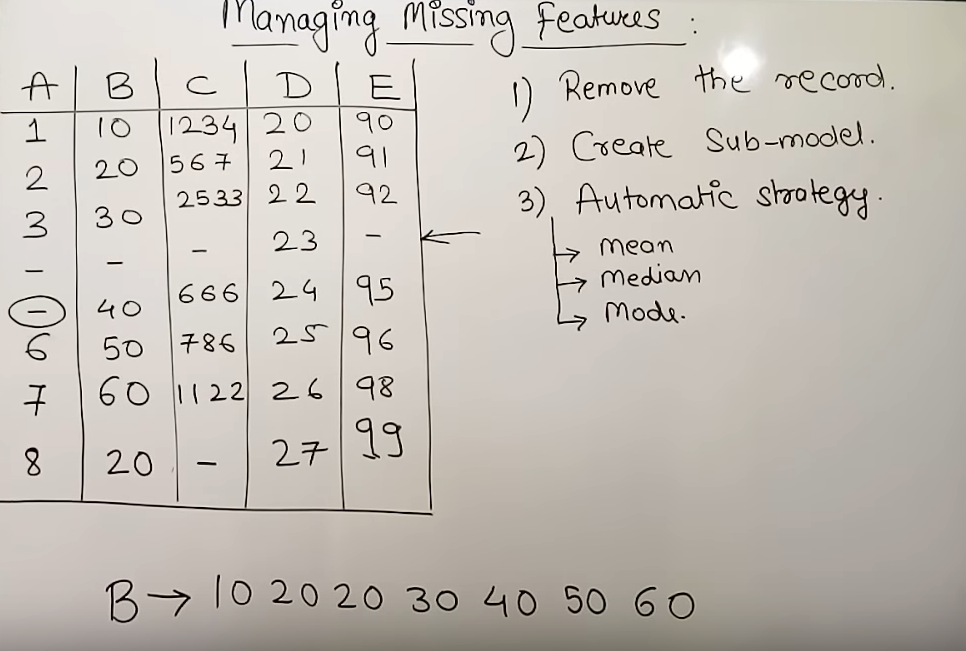 Managing Missing Features :
A B C D E
1 10 1234 20 90
2 20 567 21 91
3 30 2533 22 92
- - - 23 -
- 40 666 24 95
6 50 786 25 96
7 60 1122 26 98
8 20 - 27 99
1) Remove the record.
2) Create Sub-model.
3) Automatic strategy.
→ mean
→ median
→ Mode.
B → 10 20 20 30 40 50 60